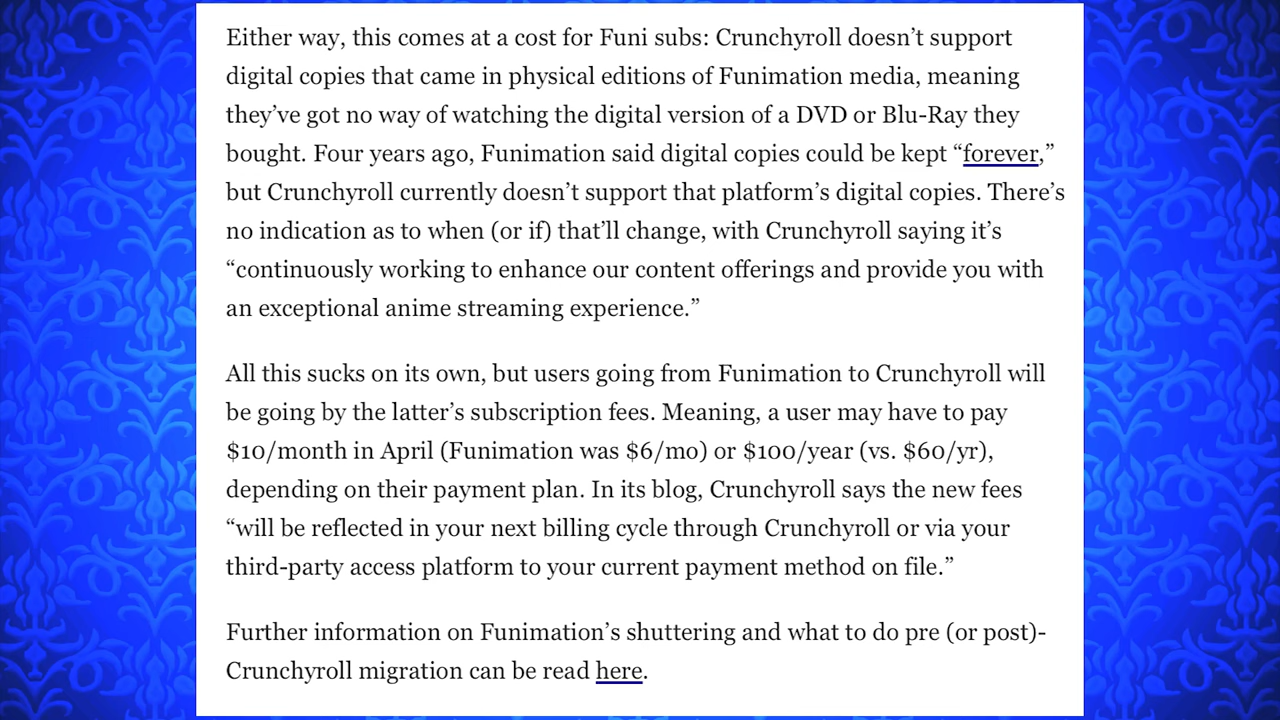 Either way, this comes at a cost for Funi subs: Crunchyroll doesn’t support
digital copies that came in physical editions of Funimation media, meaning
they’ve got no way of watching the digital version of a DVD or Blu-Ray they
bought. Four years ago, Funimation said digital copies could be kept “forever,”
but Crunchyroll currently doesn’t support that platform’s digital copies. There’s
no indication as to when (or if) that’ll change, with Crunchyroll saying it’s
“continuously working to enhance our content offerings and provide you with
an exceptional anime streaming experience.”
All this sucks on its own, but users going from Funimation to Crunchyroll will
be going by the latter’s subscription fees. Meaning, a user may have to pay
$10/month in April (Funimation was $6/mo) or $100/year (vs. $60/yr),
depending on their payment plan. In its blog, Crunchyroll says the new fees
“will be reflected in your next billing cycle through Crunchyroll or via your
third-party access platform to your current payment method on file.”
Further information on Funimation’s shuttering and what to do pre (or post)-
Crunchyroll migration can be read here.